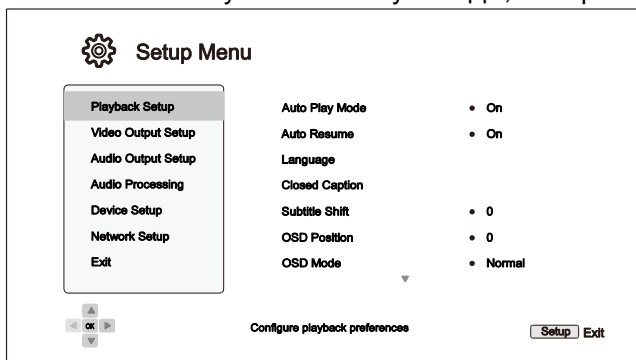 Setup Menu
Playback Setup
Video Output Setup
Audio Output Setup
Audio Processing
Device Setup
Network Setup
Exit
Auto Play Mode • On
Auto Resume • On
Language
Closed Caption
Subtitle Shift • 0
OSD Position • 0
OSD Mode • Normal
OK
Configure playback preferences
Setup Exit